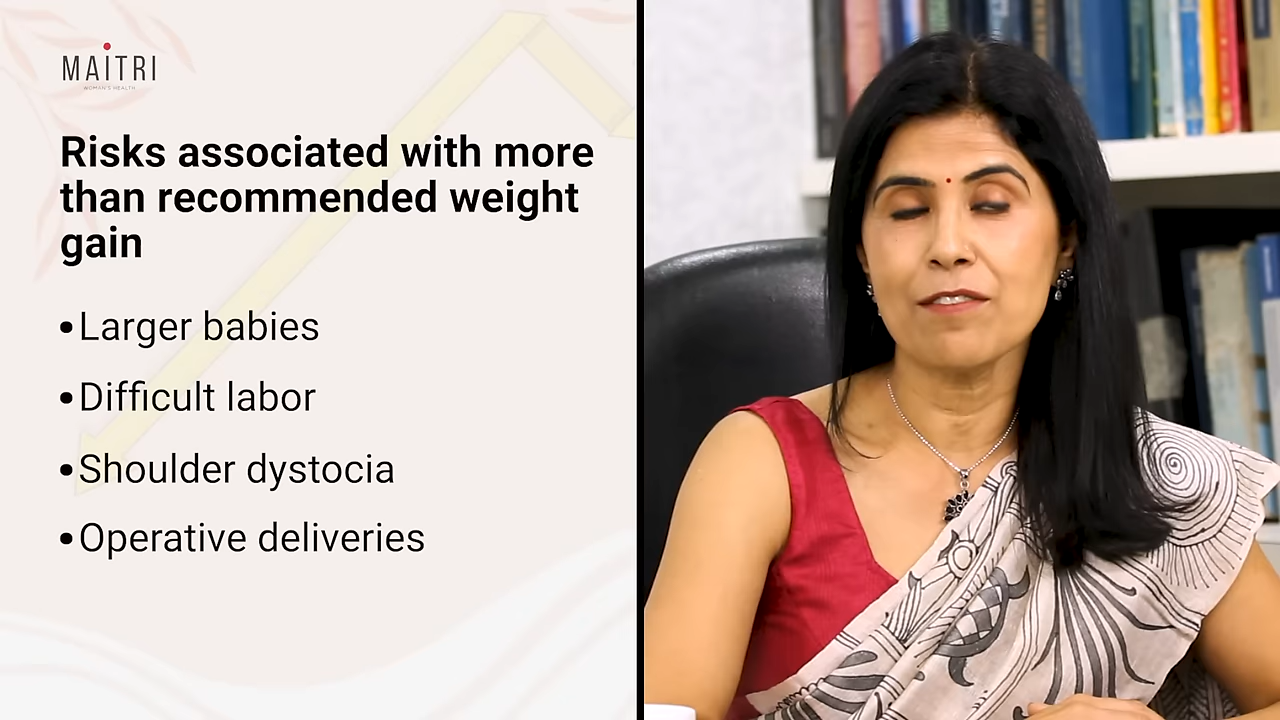 MAITRI
WOMAN'S HEALTH
Risks associated with more
than recommended weight
gain
•Larger babies
•Difficult labor
•Shoulder dystocia
•Operative deliveries